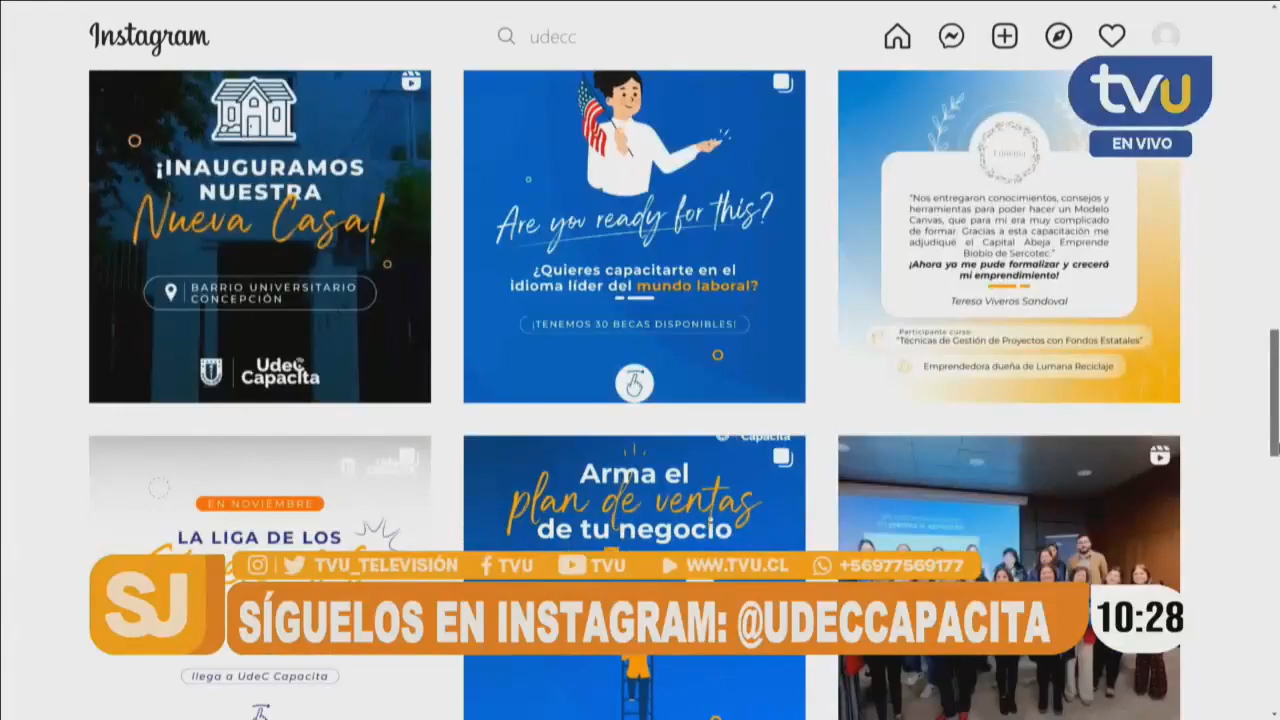 Instagram
udecc
tvu
EN VIVO
¡INAUGURAMOS
NUESTRA
Nueva Casa!
BARRIO UNIVERSITARIO
CONCEPCIÓN
UdeC
Capacita
Are you ready for this?
¿Quieres capacitarte en el
idioma líder del mundo laboral?
¡TENEMOS 30 BECAS DISPONIBLES!
"Nos entregaron conocimientos, consejos y
herramientas para poder hacer un Modelo
Canvas, que para mi era muy complicado
de formar. Gracias a esta capacitación me
adjudiqué el Capital Abeja Emprende
Biobío de Sercotec."
¡Ahora ya me pude formalizar y crecerá
mi emprendimiento!
Teresa Viveros Sandoval
Participante curso:
"Técnicas de Gestión de Proyectos con Fondos Estatales"
Emprendedora dueña de Lumana Reciclaje
EN NOVIEMBRE
LA LIGA DE LOS
llega a UdeC Capacita
Capacita
Arma el
plan de ventas
de tu negocio
TVU_TELEVISIÓN TVU TVU WWW.TVU.CL +56977569177
SJ
SÍGUELOS EN INSTAGRAM: @UDECCAPACITA
10:28